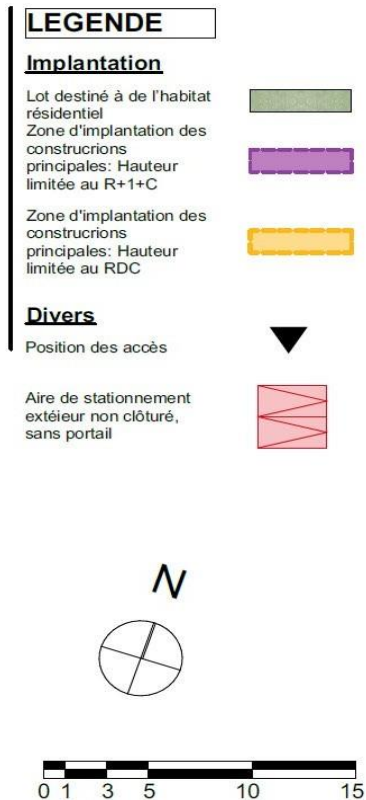 LEGENDE
Implantation
Lot destiné à de l'habitat
résidentiel
Zone d'implantation des
construcrions
principales: Hauteur
limitée au R+1+C
Zone d'implantation des
construcrions
principales: Hauteur
limitée au RDC
Divers
Position des accès
Aire de stationnement
extéieur non clôturé,
sans portail
N
0 1 3 5 10 15